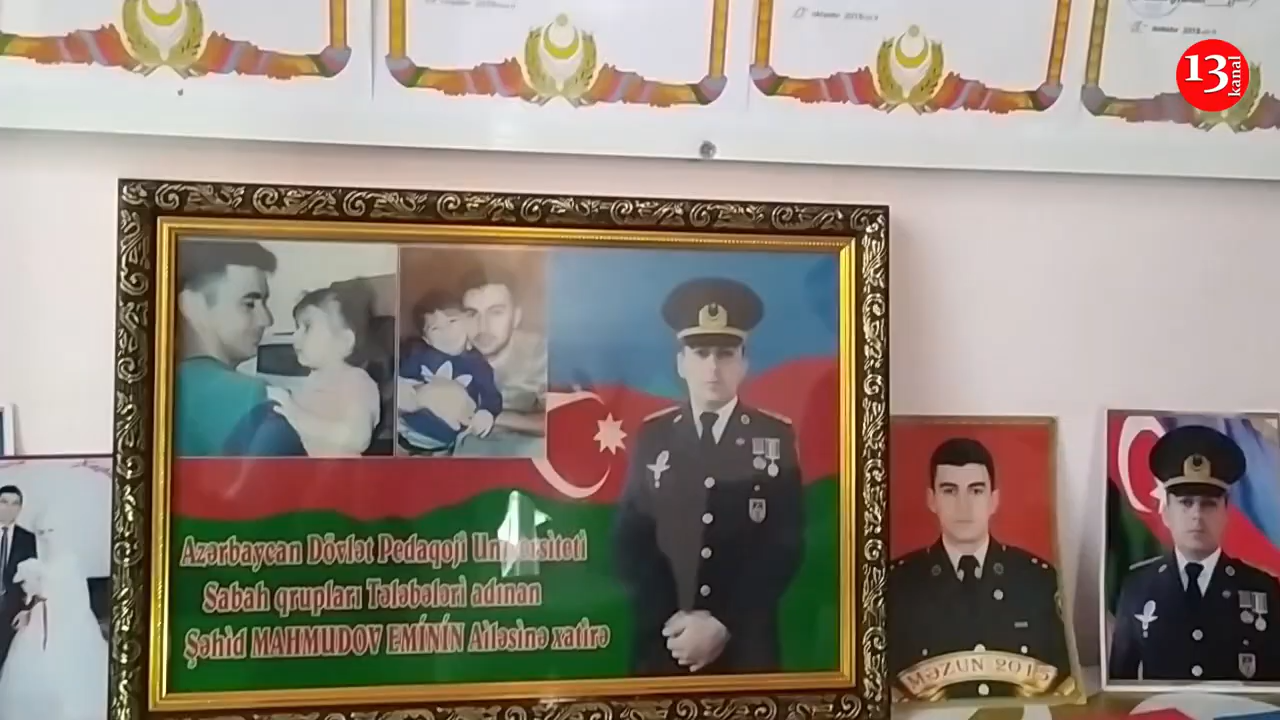 13
kanal
Azərbaycan Dövlət Pedaqoji Universiteti
Sabah qrupları Tələbələri adınan
Şəhid MAHMUDOV EMİNİN Ailəsinə xatirə
MƏZUN 2015